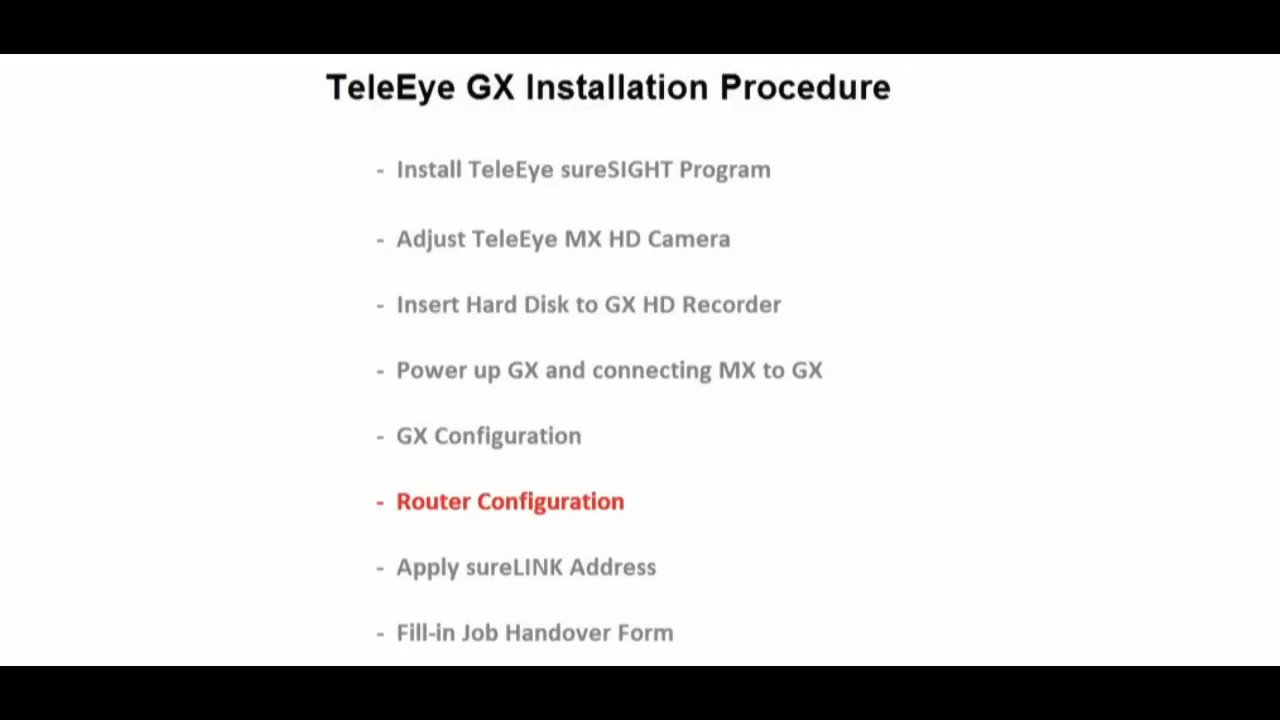 TeleEye GX Installation Procedure
- Install TeleEye sureSIGHT Program
- Adjust TeleEye MX HD Camera
- Insert Hard Disk to GX HD Recorder
- Power up GX and connecting MX to GX
- GX Configuration
- Router Configuration
- Apply sureLINK Address
- Fill-in Job Handover Form